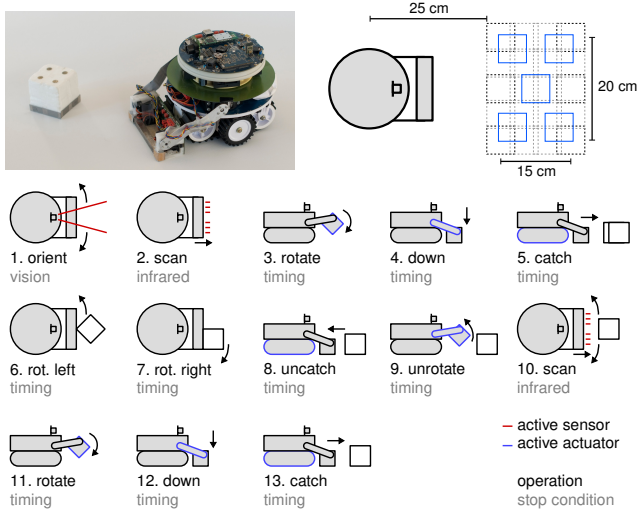 25 cm
20 cm
15 cm
1. orient
vision
2. scan
infrared
3. rotate
timing
4. down
timing
5. catch
timing
6. rot. left
timing
7. rot. right
timing
8. uncatch
timing
9. unrotate
timing
10. scan
infrared
11. rotate
timing
12. down
timing
13. catch
timing
active sensor
active actuator
operation
stop condition